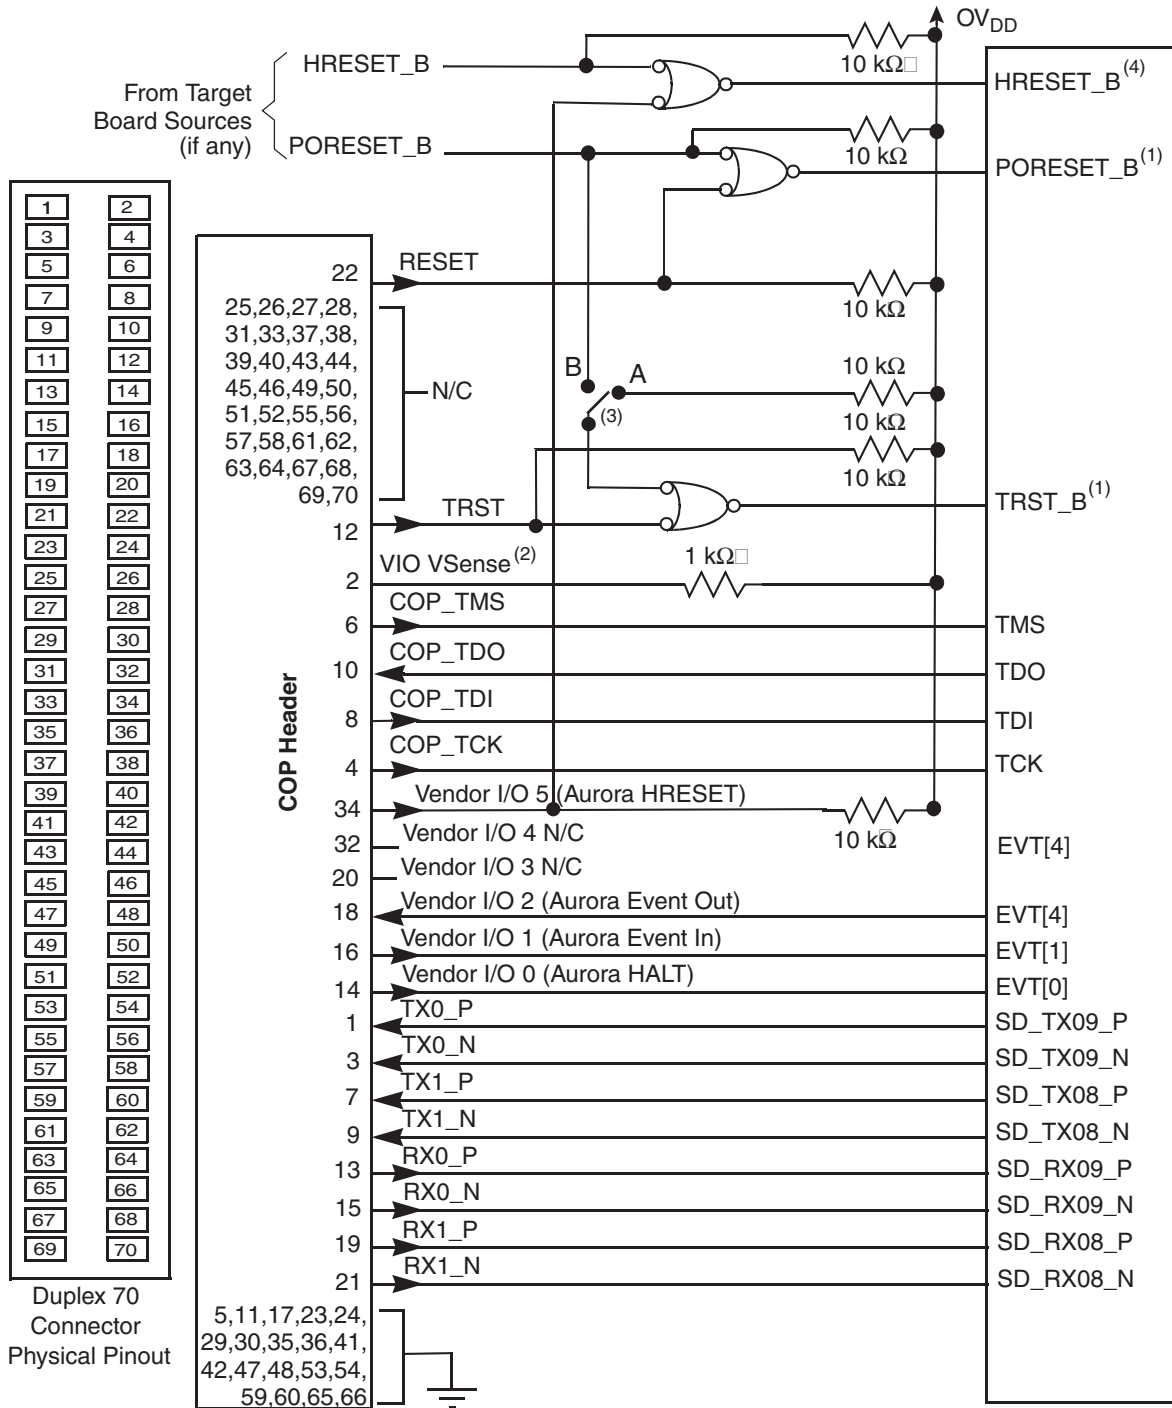 OVDD
HRESET_B
10 kΩ□
HRESET_B(4)
From Target
Board Sources
(if any)
PORESET_B
10 kΩ
PORESET_B(1)
1 2
3 4
5 6
7 8
9 10
11 12
13 14
15 16
17 18
19 20
21 22
23 24
25 26
27 28
29 30
31 32
33 34
35 36
37 38
39 40
41 42
43 44
45 46
47 48
49 50
51 52
53 54
55 56
57 58
59 60
61 62
63 64
65 66
67 68
69 70
Duplex 70
Connector
Physical Pinout
COP Header
22 RESET
10 kΩ
25,26,27,28,
31,33,37,38,
39,40,43,44,
45,46,49,50,
51,52,55,56,
57,58,61,62,
63,64,67,68,
69,70
N/C
B A
(3)
10 kΩ
10 kΩ
10 kΩ
12 TRST
TRST_B(1)
2 VIO VSense(2)
1 kΩ□
6 COP_TMS TMS
10 COP_TDO TDO
8 COP_TDI TDI
4 COP_TCK TCK
34 Vendor I/O 5 (Aurora HRESET)
10 kΩ
32 Vendor I/O 4 N/C
EVT[4]
20 Vendor I/O 3 N/C
18 Vendor I/O 2 (Aurora Event Out) EVT[4]
16 Vendor I/O 1 (Aurora Event In) EVT[1]
14 Vendor I/O 0 (Aurora HALT) EVT[0]
1 TX0_P SD_TX09_P
3 TX0_N SD_TX09_N
7 TX1_P SD_TX08_P
9 TX1_N SD_TX08_N
13 RX0_P SD_RX09_P
15 RX0_N SD_RX09_N
19 RX1_P SD_RX08_P
21 RX1_N SD_RX08_N
5,11,17,23,24,
29,30,35,36,41,
42,47,48,53,54,
59,60,65,66